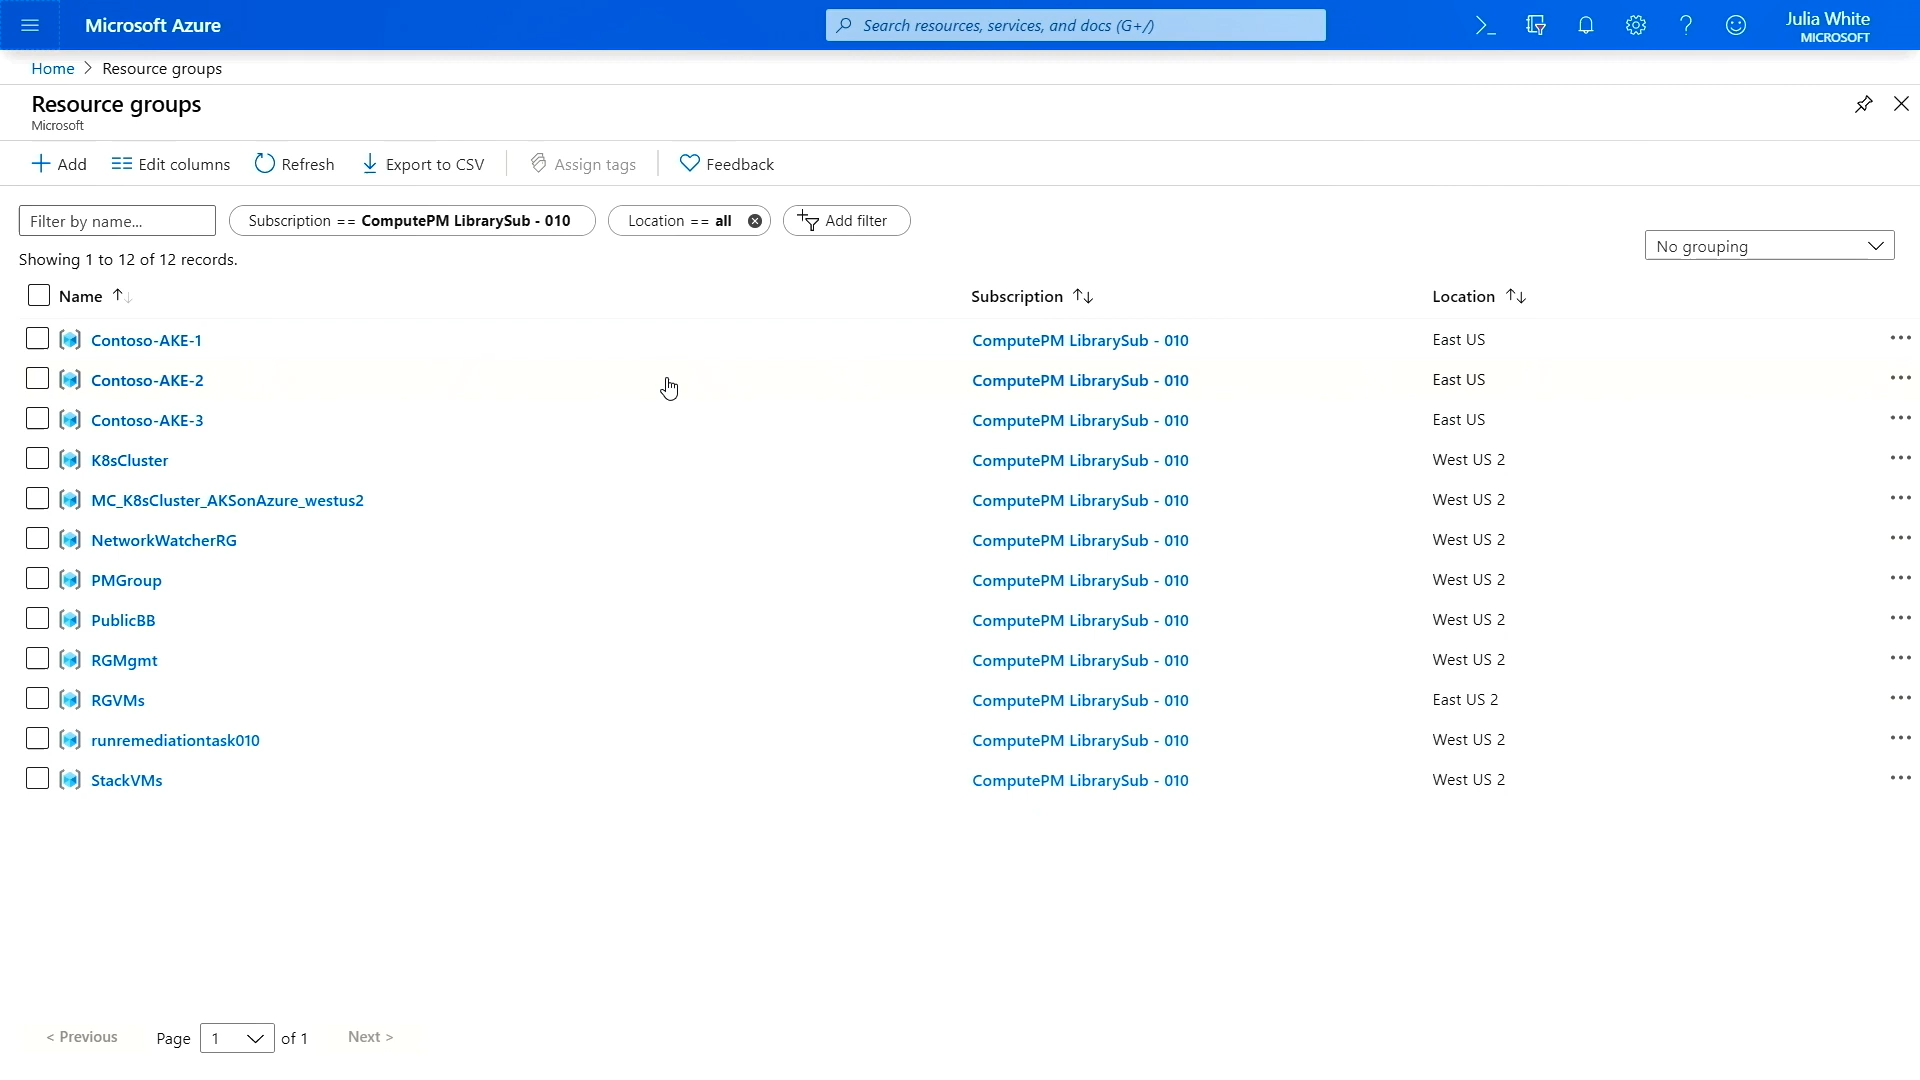 Microsoft Azure
Search resources, services, and docs (G+/)
Julia White
MICROSOFT
Home > Resource groups
Resource groups
Microsoft
Add
Edit columns
Refresh
Export to CSV
Assign tags
Feedback
Filter by name...
Subscription == ComputePM LibrarySub - 010
Location == all
Add filter
No grouping
Showing 1 to 12 of 12 records.
Name Subscription Location
Contoso-AKE-1 ComputePM LibrarySub - 010 East US
Contoso-AKE-2 ComputePM LibrarySub - 010 East US
Contoso-AKE-3 ComputePM LibrarySub - 010 East US
K8sCluster ComputePM LibrarySub - 010 West US 2
MC_K8sCluster_AKSonAzure_westus2 ComputePM LibrarySub - 010 West US 2
NetworkWatcherRG ComputePM LibrarySub - 010 West US 2
PMGroup ComputePM LibrarySub - 010 West US 2
PublicBB ComputePM LibrarySub - 010 West US 2
RGMgmt ComputePM LibrarySub - 010 West US 2
RGVMs ComputePM LibrarySub - 010 East US 2
runremediationtask010 ComputePM LibrarySub - 010 West US 2
StackVMs ComputePM LibrarySub - 010 West US 2
< Previous Page 1 of 1 Next >